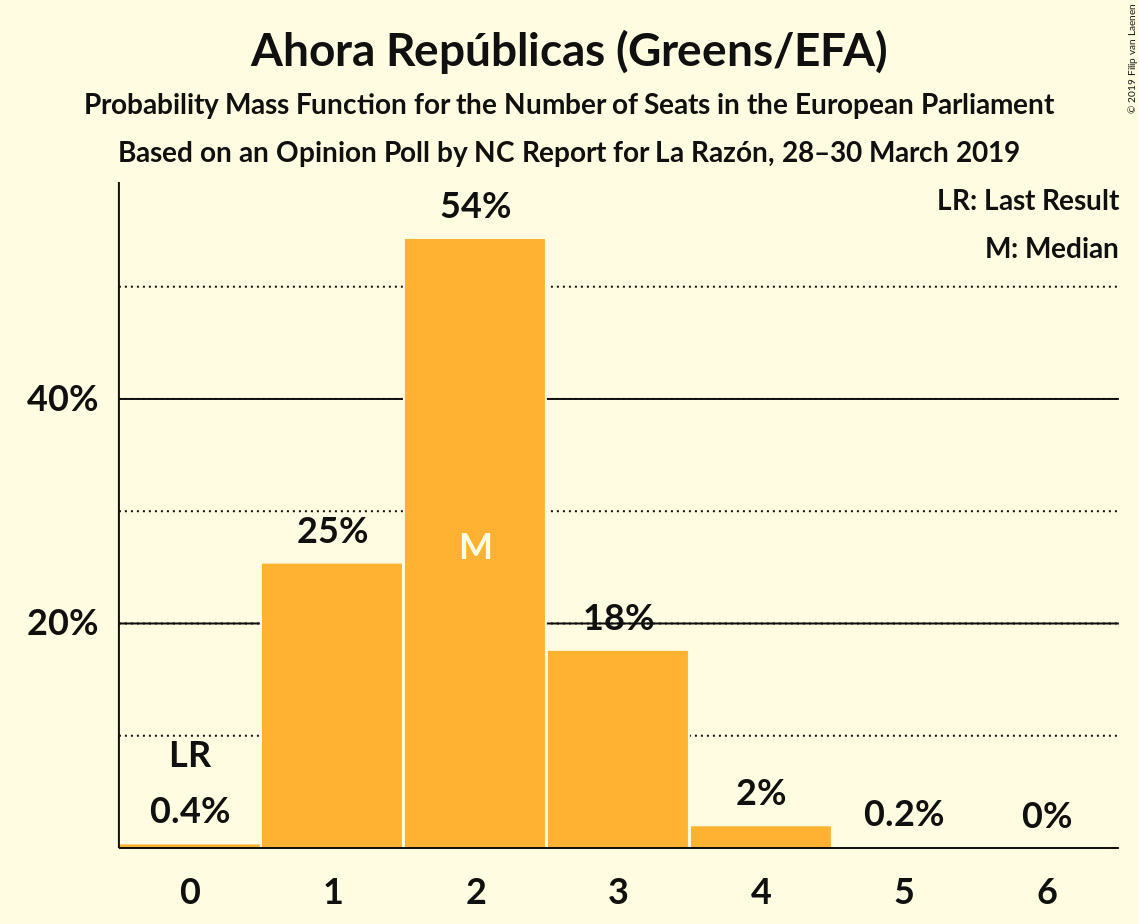 Ahora Repúblicas (Greens/EFA)
Probability Mass Function for the Number of Seats in the European Parliament
Based on an Opinion Poll by NC Report for La Razón, 28–30 March 2019
© 2019 Filip van Laenen
LR: Last Result
M: Median
54%
40%
25%
M
20%
18%
LR
0.4%
2%
0.2%
0%
0 1 2 3 4 5 6